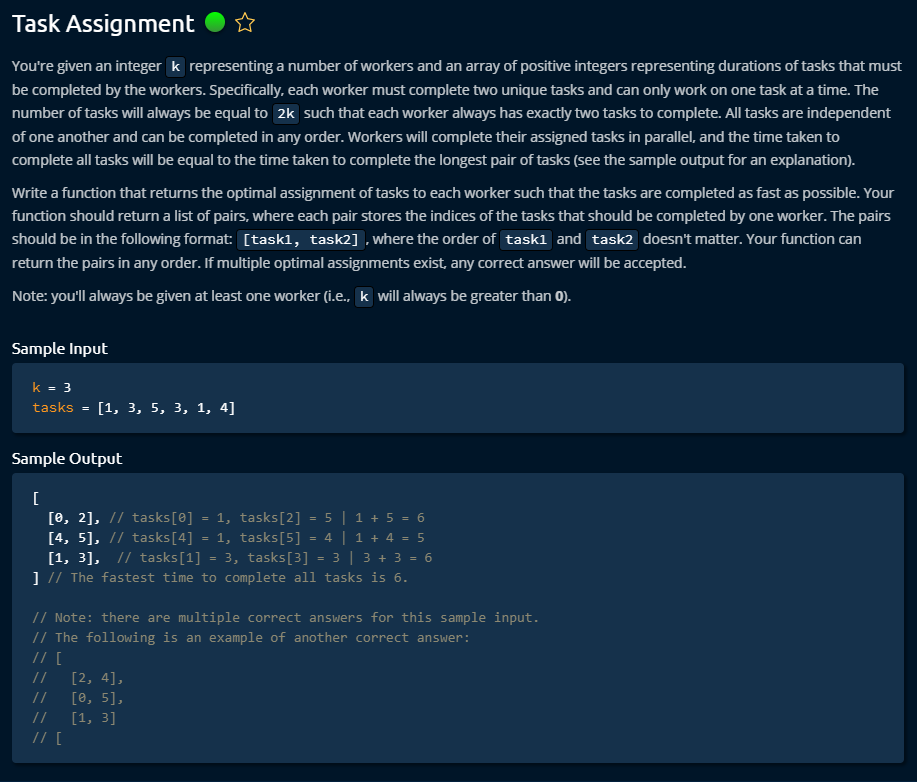 Task Assignment
You're given an integer k representing a number of workers and an array of positive integers representing durations of tasks that must
be completed by the workers. Specifically, each worker must complete two unique tasks and can only work on one task at a time. The
number of tasks will always be equal to 2k such that each worker always has exactly two tasks to complete. All tasks are independent
of one another and can be completed in any order. Workers will complete their assigned tasks in parallel, and the time taken to
complete all tasks will be equal to the time taken to complete the longest pair of tasks (see the sample output for an explanation).
Write a function that returns the optimal assignment of tasks to each worker such that the tasks are completed as fast as possible. Your
function should return a list of pairs, where each pair stores the indices of the tasks that should be completed by one worker. The pairs
should be in the following format: [task1, task2], where the order of task1 and task2 doesn't matter. Your function can
return the pairs in any order. If multiple optimal assignments exist, any correct answer will be accepted.
Note: you'll always be given at least one worker (i.e., k will always be greater than 0).
Sample Input
k = 3
tasks = [1, 3, 5, 3, 1, 4]
Sample Output
[
[0, 2], // tasks[0] = 1, tasks[2] = 5 | 1 + 5 = 6
[4, 5], // tasks[4] = 1, tasks[5] = 4 | 1 + 4 = 5
[1, 3],  // tasks[1] = 3, tasks[3] = 3 | 3 + 3 = 6
] // The fastest time to complete all tasks is 6.
// Note: there are multiple correct answers for this sample input.
// The following is an example of another correct answer:
// [
//   [2, 4],
//   [0, 5],
//   [1, 3]
// [